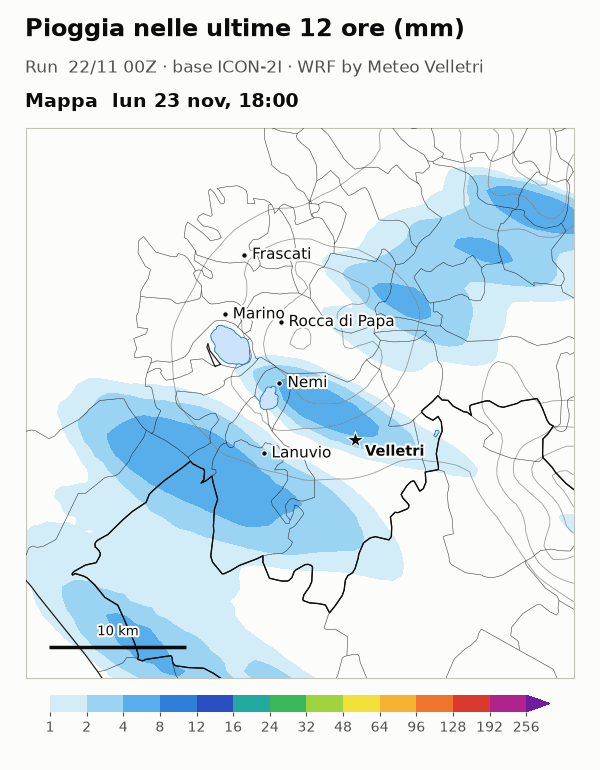 Pioggia nelle ultime 12 ore (mm)
Run  22/11 00Z · base ICON-2I · WRF by Meteo Velletri
Mappa  lun 23 nov, 18:00
Frascati
Marino
Rocca di Papa
Nemi
Velletri
Lanuvio
10 km
1 2 4 8 12 16 24 32 48 64 96 128 192 256